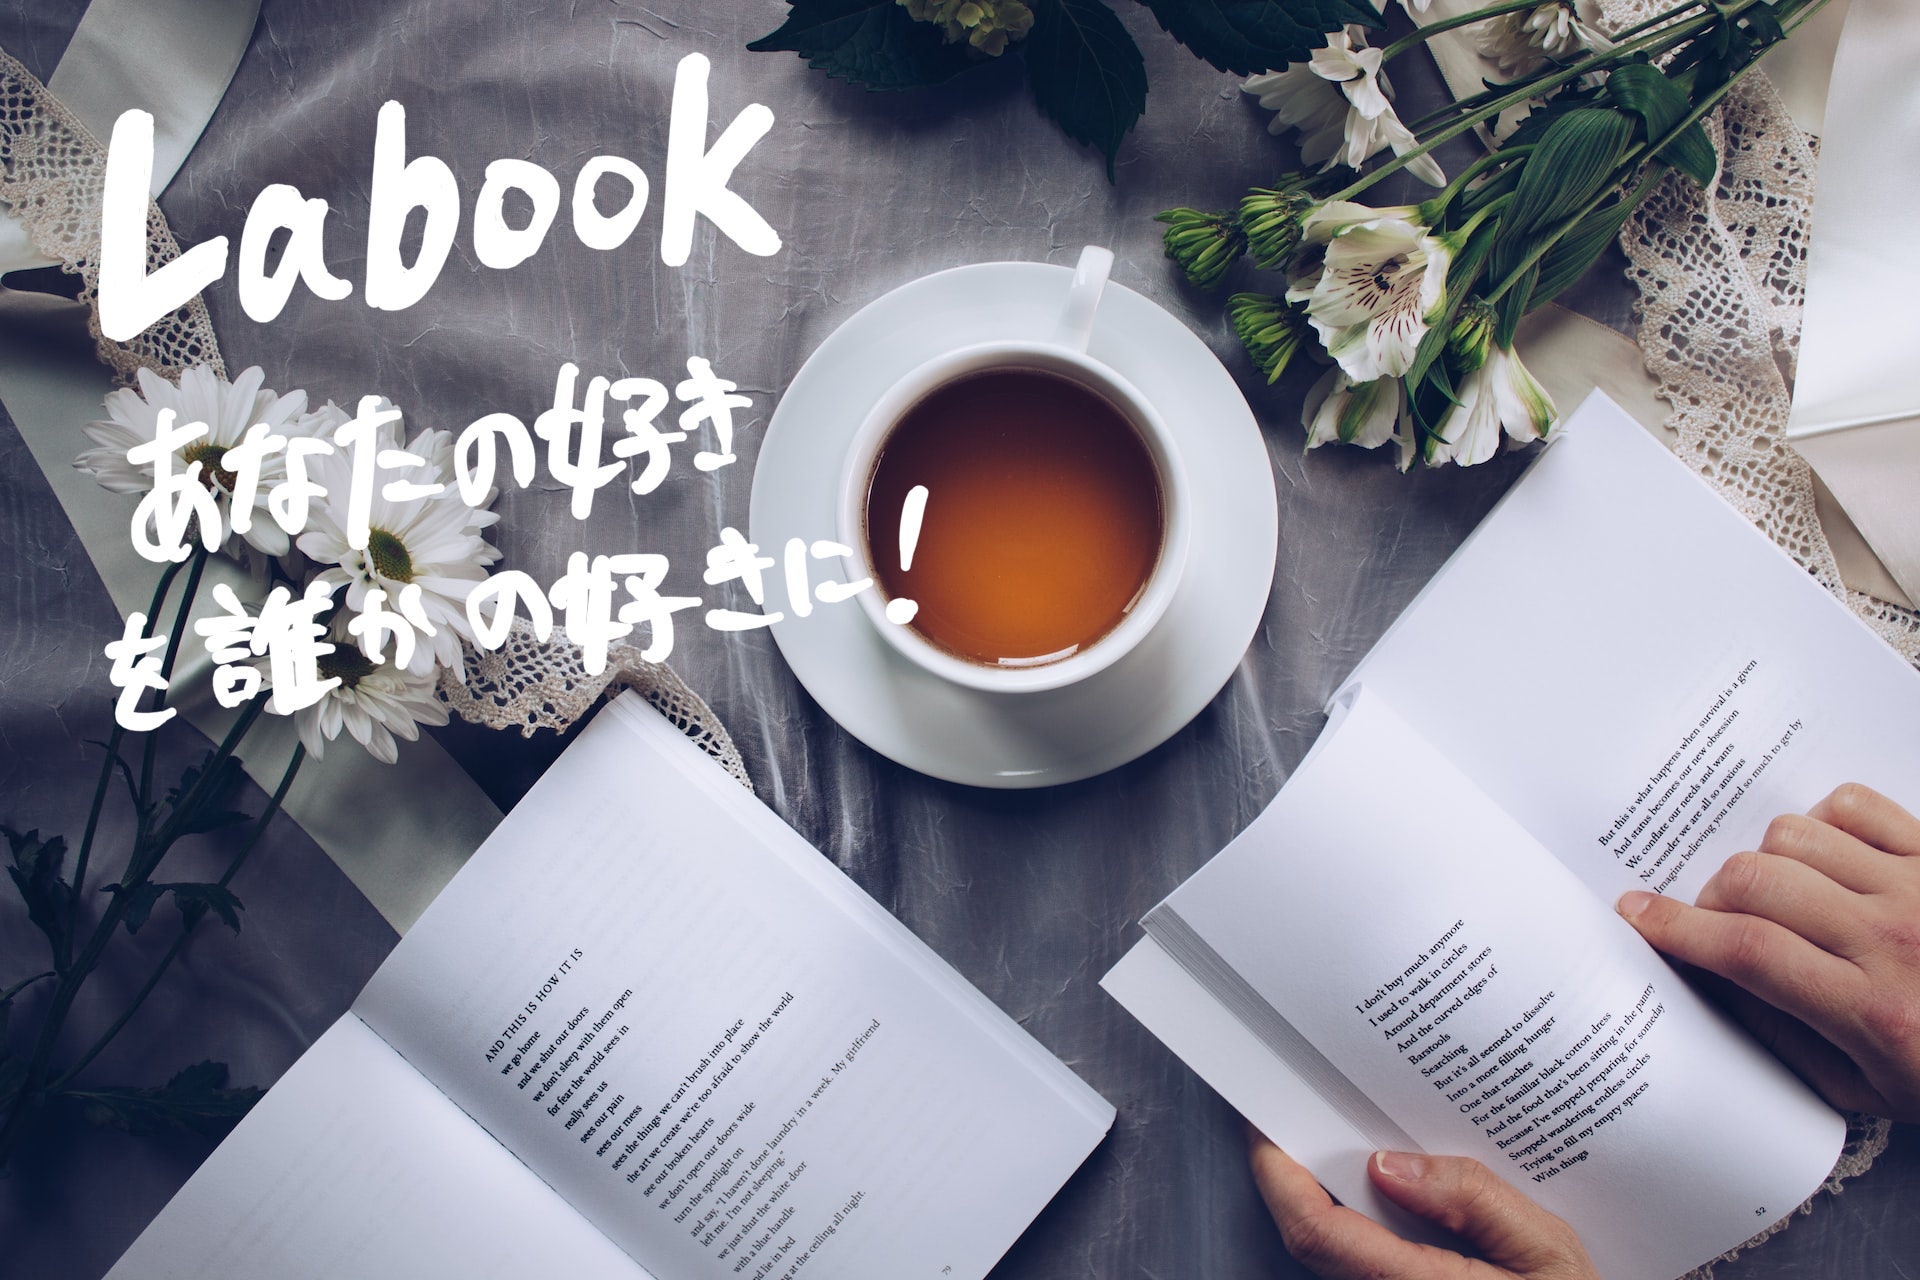 Labook
あなたの好き
を誰かの好きに!
AND THIS IS HOW IT IS
we go home
and we shut our doors
we don't sleep with them open
for fear the world sees in
really sees us
sees our pain
sees our mess
sees the things we can't brush into place
the art we create we're too afraid to show the world
see our broken hearts
we don't open our doors wide
turn the spotlight on
and say, "I haven't done laundry in a week. My girlfriend
left me. I'm not sleeping."
we just shut the white door
with a blue handle
nd lie in bed
g at the ceiling all night.
79
I don't buy much anymore
I used to walk in circles
Around department stores
And the curved edges of
Barstools
Searching
But it's all seemed to dissolve
Into a more filling hunger
One that reaches
For the familiar black cotton dress
And the food that's been sitting in the pantry
Because I've stopped preparing for someday
Stopped wandering endless circles
Trying to fill my empty spaces
With things
52
But this is what happens when survival is a given
And status becomes our new obsession
We conflate our needs and wants
No wonder we are all so anxious
Imagine believing you need so much to get by